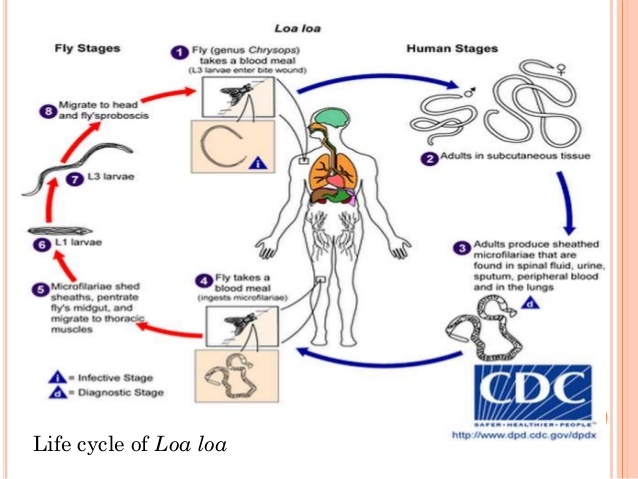 Loa loa
Fly Stages
Human Stages
1 Fly (genus Chrysops)
takes a blood meal
(L3 larvae enter bite wound)
i
♂
♀
2 Adults in subcutaneous tissue
3 Adults produce sheathed
microfilariae that are
found in spinal fluid, urine,
sputum, peripheral blood
and in the lungs
d
4 Fly takes a
blood meal
(ingests microfilariae)
5 Microfilariae shed
sheaths, pentrate
fly's midgut, and
migrate to thoracic
muscles
6 L1 larvae
7 L3 larvae
8 Migrate to head
and fly'sproboscis
i = Infective Stage
d = Diagnostic Stage
CDC
SAFER·HEALTHIER·PEOPLE™
http://www.dpd.cdc.gov/dpdx
Life cycle of Loa loa